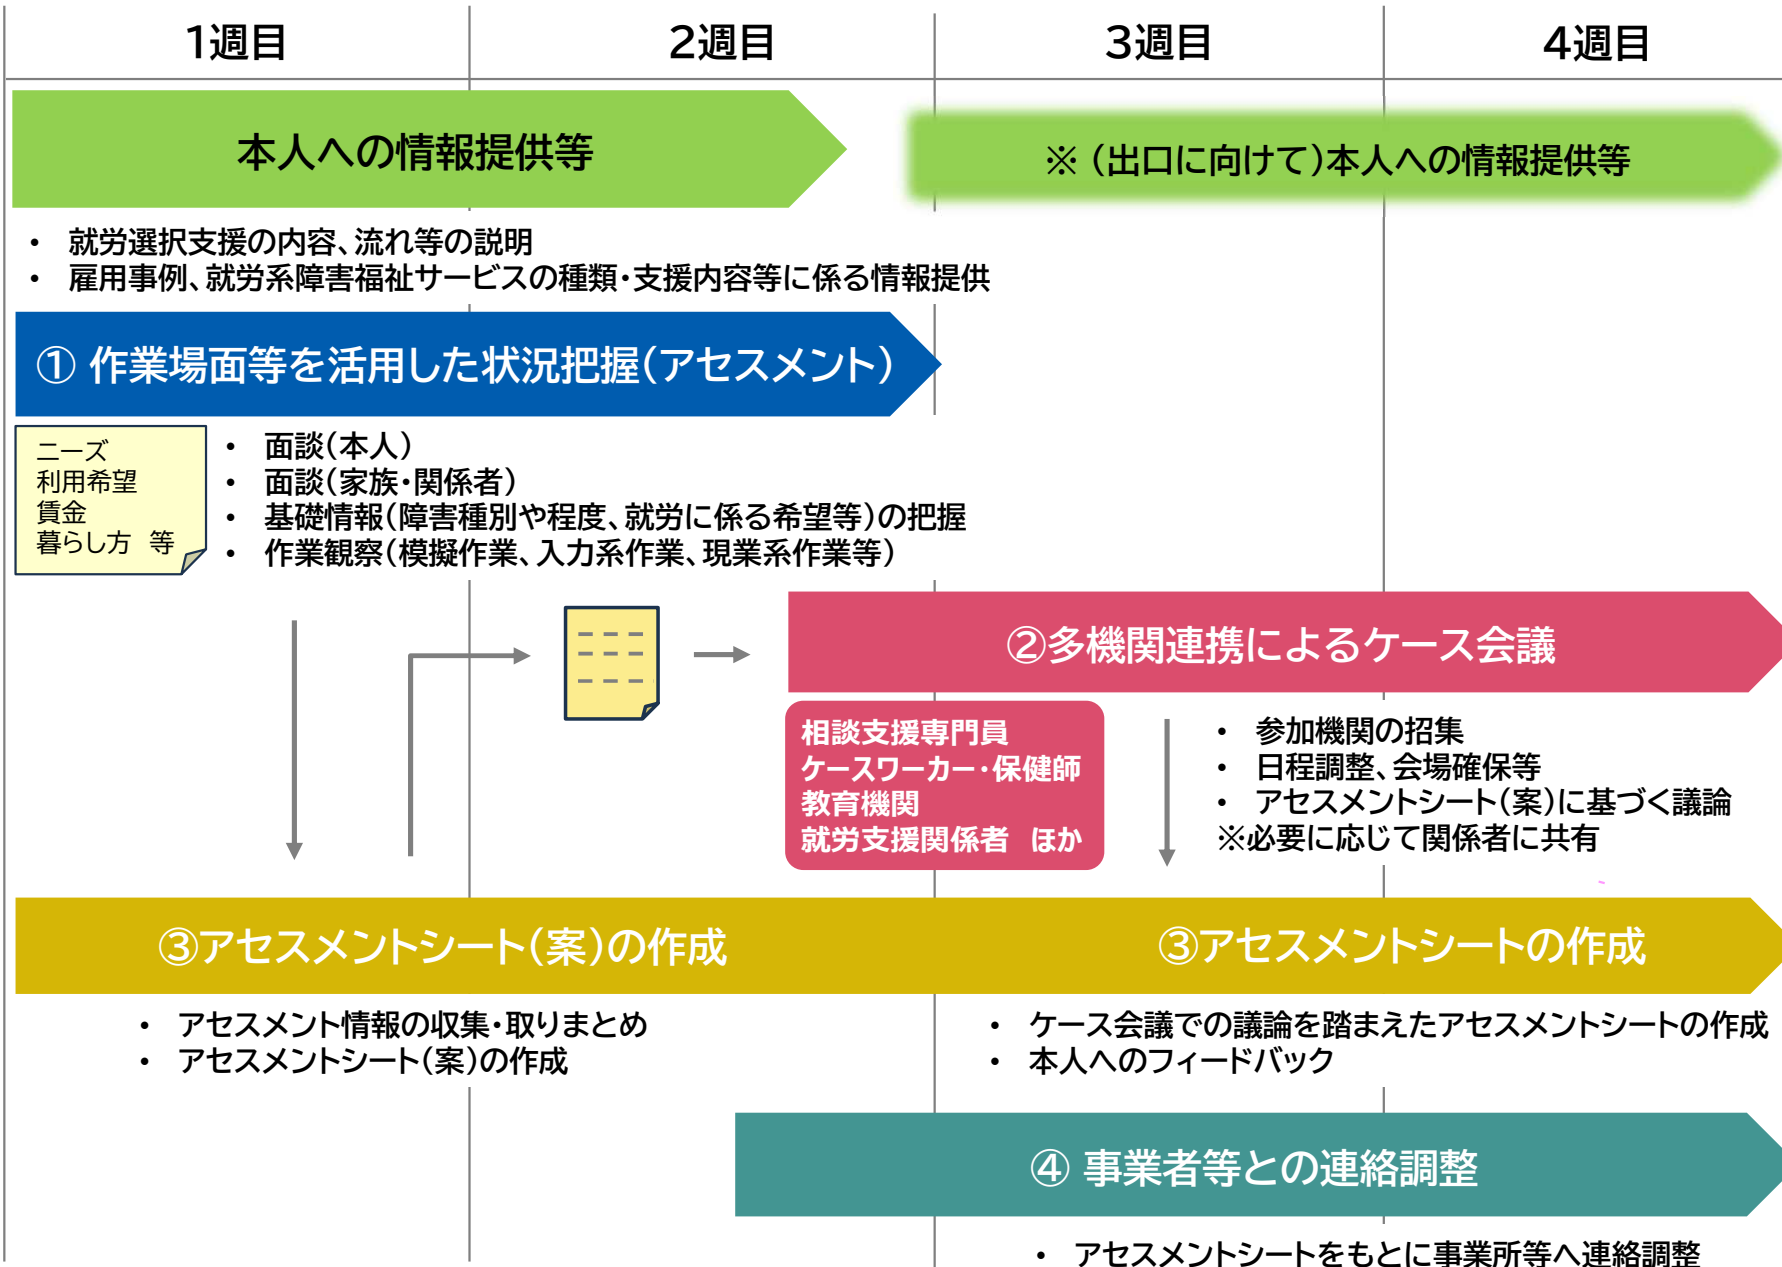 1週目
2週目
3週目
4週目
本人への情報提供等
※ (出口に向けて)本人への情報提供等
• 就労選択支援の内容、流れ等の説明
• 雇用事例、就労系障害福祉サービスの種類・支援内容等に係る情報提供
① 作業場面等を活用した状況把握(アセスメント)
ニーズ
利用希望
賃金
暮らし方 等
• 面談(本人)
• 面談(家族・関係者)
• 基礎情報(障害種別や程度、就労に係る希望等)の把握
• 作業観察(模擬作業、入力系作業、現業系作業等)
②多機関連携によるケース会議
相談支援専門員
ケースワーカー・保健師
教育機関
就労支援関係者 ほか
• 参加機関の招集
• 日程調整、会場確保等
• アセスメントシート(案)に基づく議論
※必要に応じて関係者に共有
③アセスメントシート(案)の作成
③アセスメントシートの作成
• アセスメント情報の収集・取りまとめ
• アセスメントシート(案)の作成
• ケース会議での議論を踏まえたアセスメントシートの作成
• 本人へのフィードバック
④ 事業者等との連絡調整
• アセスメントシートをもとに事業所等へ連絡調整